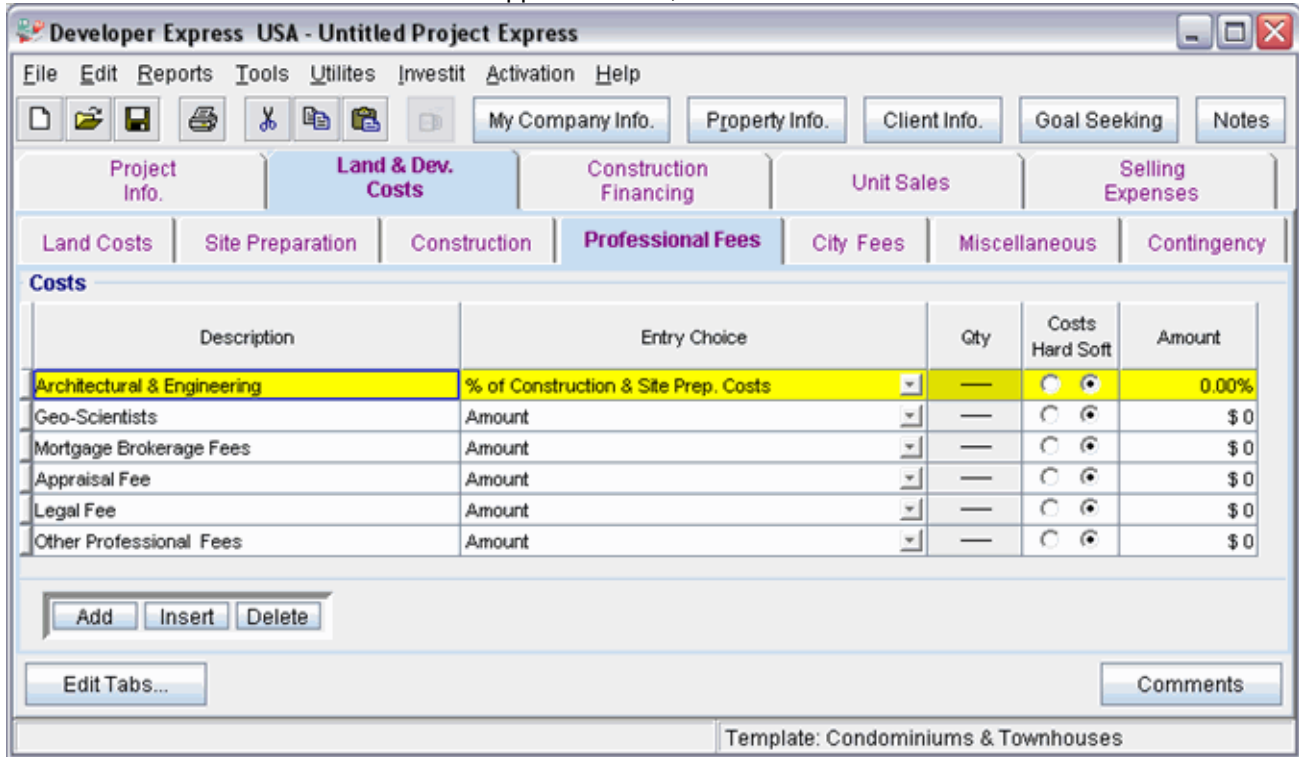 Developer Express USA - Untitled Project Express
File Edit Reports Tools Utilites Investit Activation Help
My Company Info. Property Info. Client Info. Goal Seeking Notes
Project Info. Land & Dev. Costs Construction Financing Unit Sales Selling Expenses
Land Costs Site Preparation Construction Professional Fees City Fees Miscellaneous Contingency
Costs
Description Entry Choice Qty Costs Hard Soft Amount
Architectural & Engineering % of Construction & Site Prep. Costs — 0.00%
Geo-Scientists Amount — $ 0
Mortgage Brokerage Fees Amount — $ 0
Appraisal Fee Amount — $ 0
Legal Fee Amount — $ 0
Other Professional Fees Amount — $ 0
Add Insert Delete
Edit Tabs... Comments
Template: Condominiums & Townhouses